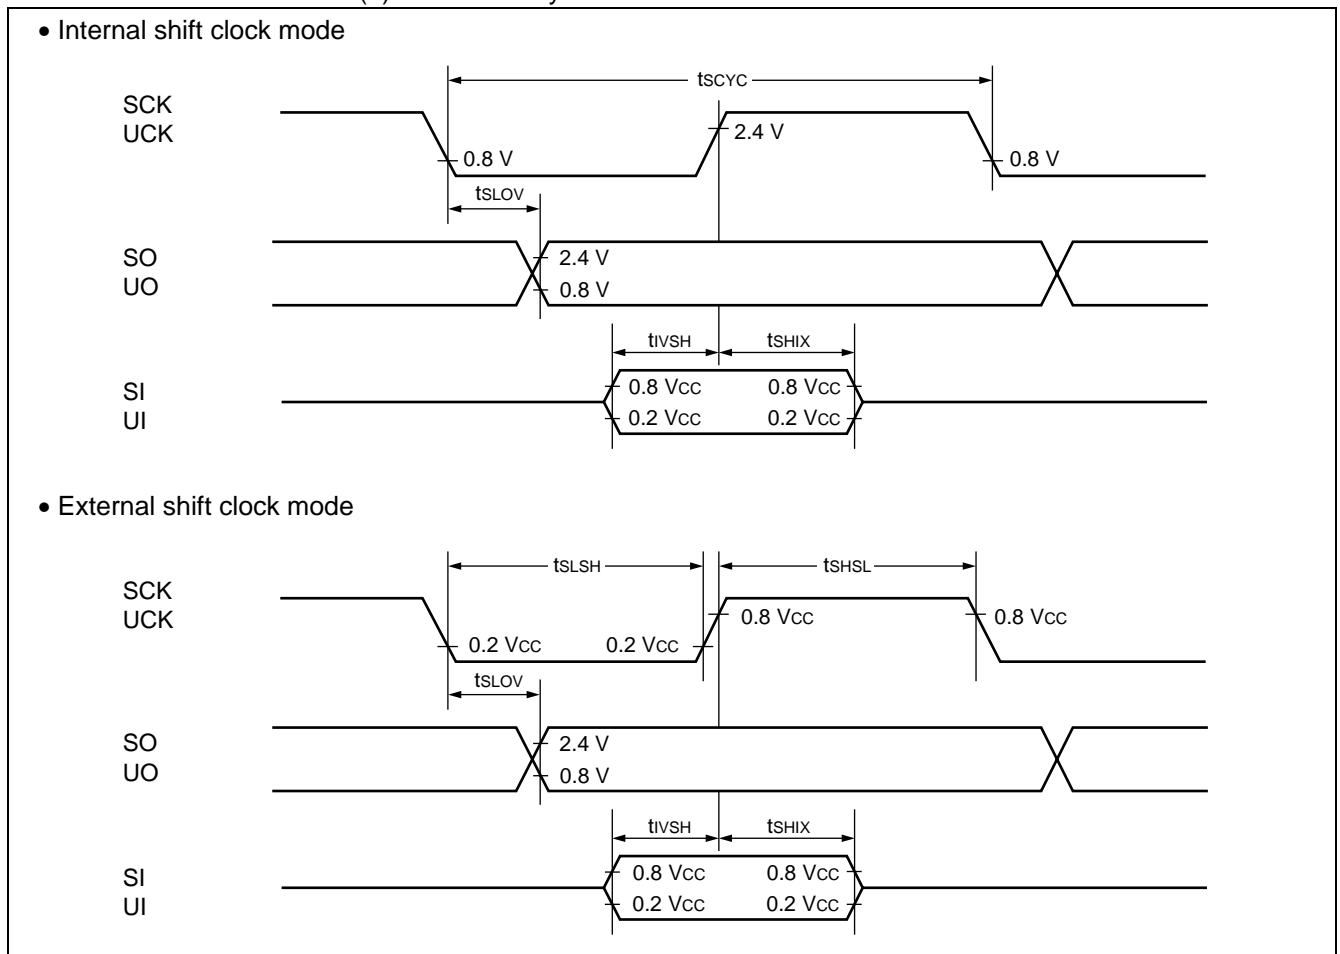 • Internal shift clock mode
tSCYC
SCK
UCK
2.4 V
0.8 V
0.8 V
tSLOV
SO
UO
2.4 V
0.8 V
tIVSH
tSHIX
SI
UI
0.8 VCC
0.8 VCC
0.2 VCC
0.2 VCC
• External shift clock mode
tSLSH
tSHSL
SCK
UCK
0.8 VCC
0.8 VCC
0.2 VCC
0.2 VCC
tSLOV
SO
UO
2.4 V
0.8 V
tIVSH
tSHIX
SI
UI
0.8 VCC
0.8 VCC
0.2 VCC
0.2 VCC